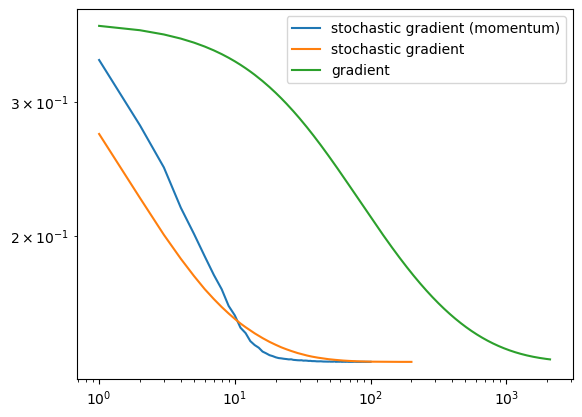 stochastic gradient (momentum)
stochastic gradient
gradient
3 × 10⁻¹
2 × 10⁻¹
10⁰ 10¹ 10² 10³